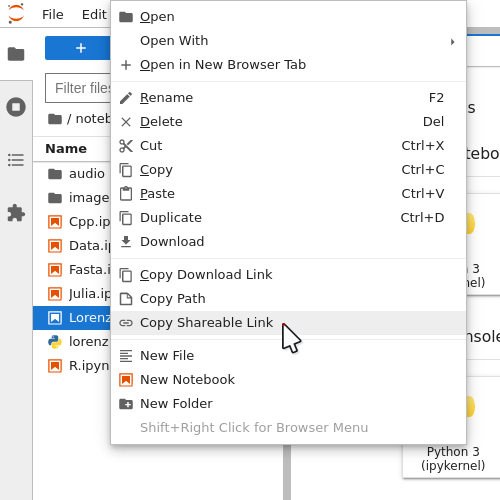 File Edit
Open
Open With
Open in New Browser Tab
Rename F2
Delete Del
Cut Ctrl+X
Copy Ctrl+C
Paste Ctrl+V
Duplicate Ctrl+D
Download
Copy Download Link
Copy Path
Copy Shareable Link
New File
New Notebook
New Folder
Shift+Right Click for Browser Menu
Filter files
/ noteb
Name
audio
image
Cpp.ip
Data.ip
Fasta.i
Julia.ip
Lorenz
lorenz
R.ipyn
s
tebo
3
nel)
nsole
Python 3
(ipykernel)